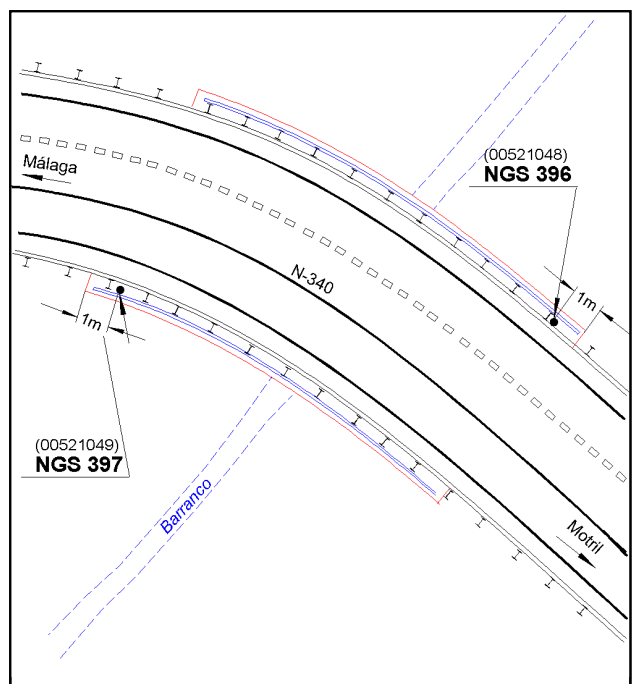 (00521048)
NGS 396
Málaga
1m
N-340
1m
(00521049)
NGS 397
Barranco
Motril